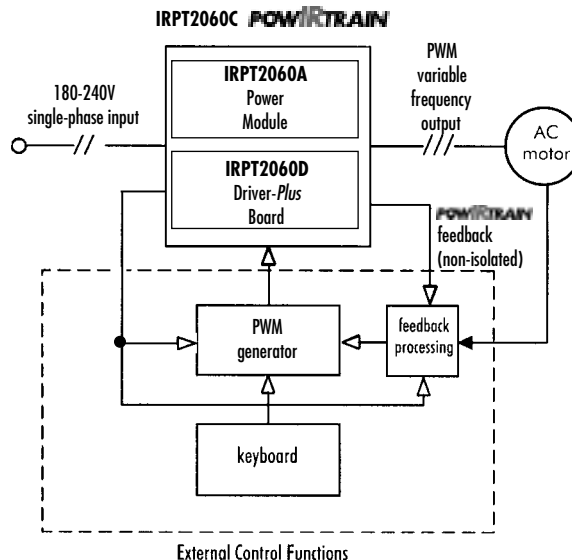 IRPT2060C POWIRTRAIN
IRPT2060A
Power
Module
IRPT2060D
Driver-Plus
Board
180-240V
single-phase input
PWM
variable
frequency
output
AC
motor
POWIRTRAIN
feedback
(non-isolated)
PWM
generator
feedback
processing
keyboard
External Control Functions